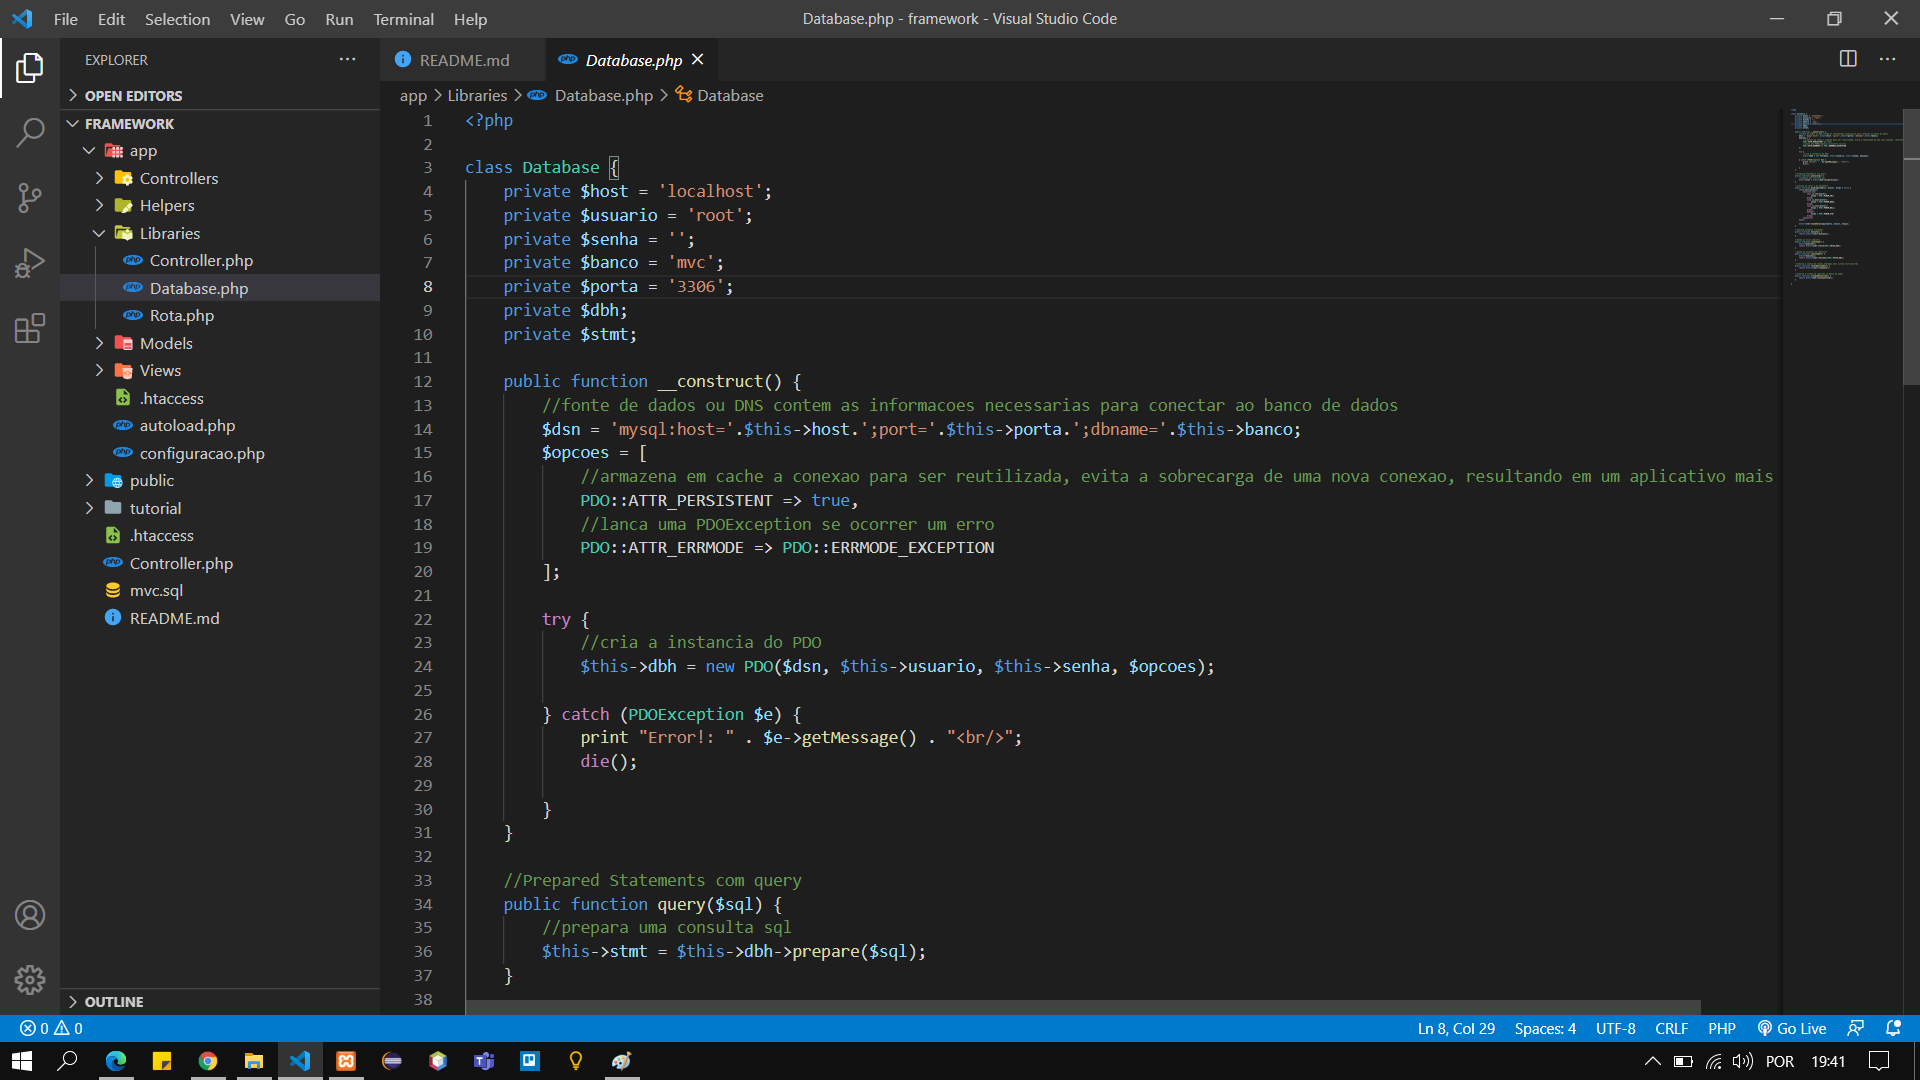 File Edit Selection View Go Run Terminal Help
Database.php - framework - Visual Studio Code
EXPLORER
OPEN EDITORS
FRAMEWORK
app
Controllers
Helpers
Libraries
Controller.php
Database.php
Rota.php
Models
Views
.htaccess
autoload.php
configuracao.php
public
tutorial
.htaccess
Controller.php
mvc.sql
README.md
OUTLINE
README.md
Database.php
app > Libraries > Database.php > Database
1 <?php
2
3 class Database {
4 private $host = 'localhost';
5 private $usuario = 'root';
6 private $senha = '';
7 private $banco = 'mvc';
8 private $porta = '3306';
9 private $dbh;
10 private $stmt;
11
12 public function __construct() {
13 //fonte de dados ou DNS contem as informacoes necessarias para conectar ao banco de dados
14 $dsn = 'mysql:host='.$this->host.';port='.$this->porta.';dbname='.$this->banco;
15 $opcoes = [
16 //armazena em cache a conexao para ser reutilizada, evita a sobrecarga de uma nova conexao, resultando em um aplicativo mais
17 PDO::ATTR_PERSISTENT => true,
18 //lanca uma PDOException se ocorrer um erro
19 PDO::ATTR_ERRMODE => PDO::ERRMODE_EXCEPTION
20 ];
21
22 try {
23 //cria a instancia do PDO
24 $this->dbh = new PDO($dsn, $this->usuario, $this->senha, $opcoes);
25
26 } catch (PDOException $e) {
27 print "Error!: " . $e->getMessage() . "<br/>";
28 die();
29
30 }
31 }
32
33 //Prepared Statements com query
34 public function query($sql) {
35 //prepara uma consulta sql
36 $this->stmt = $this->dbh->prepare($sql);
37 }
38
0 0
Ln 8, Col 29 Spaces: 4 UTF-8 CRLF PHP Go Live
POR 19:41